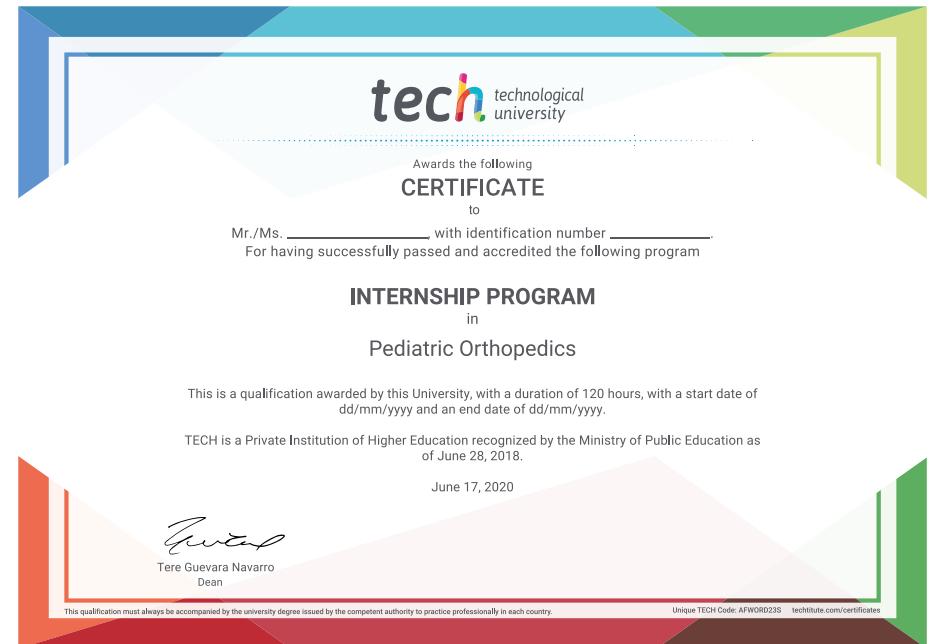 tech technological
university
Awards the following
CERTIFICATE
to
Mr./Ms. ____________________, with identification number ______________.
For having successfully passed and accredited the following program
INTERNSHIP PROGRAM
in
Pediatric Orthopedics
This is a qualification awarded by this University, with a duration of 120 hours, with a start date of
dd/mm/yyyy and an end date of dd/mm/yyyy.
TECH is a Private Institution of Higher Education recognized by the Ministry of Public Education as
of June 28, 2018.
June 17, 2020
Tere Guevara Navarro
Dean
This qualification must always be accompanied by the university degree issued by the competent authority to practice professionally in each country.
Unique TECH Code: AFWORD23S techtitute.com/certificates